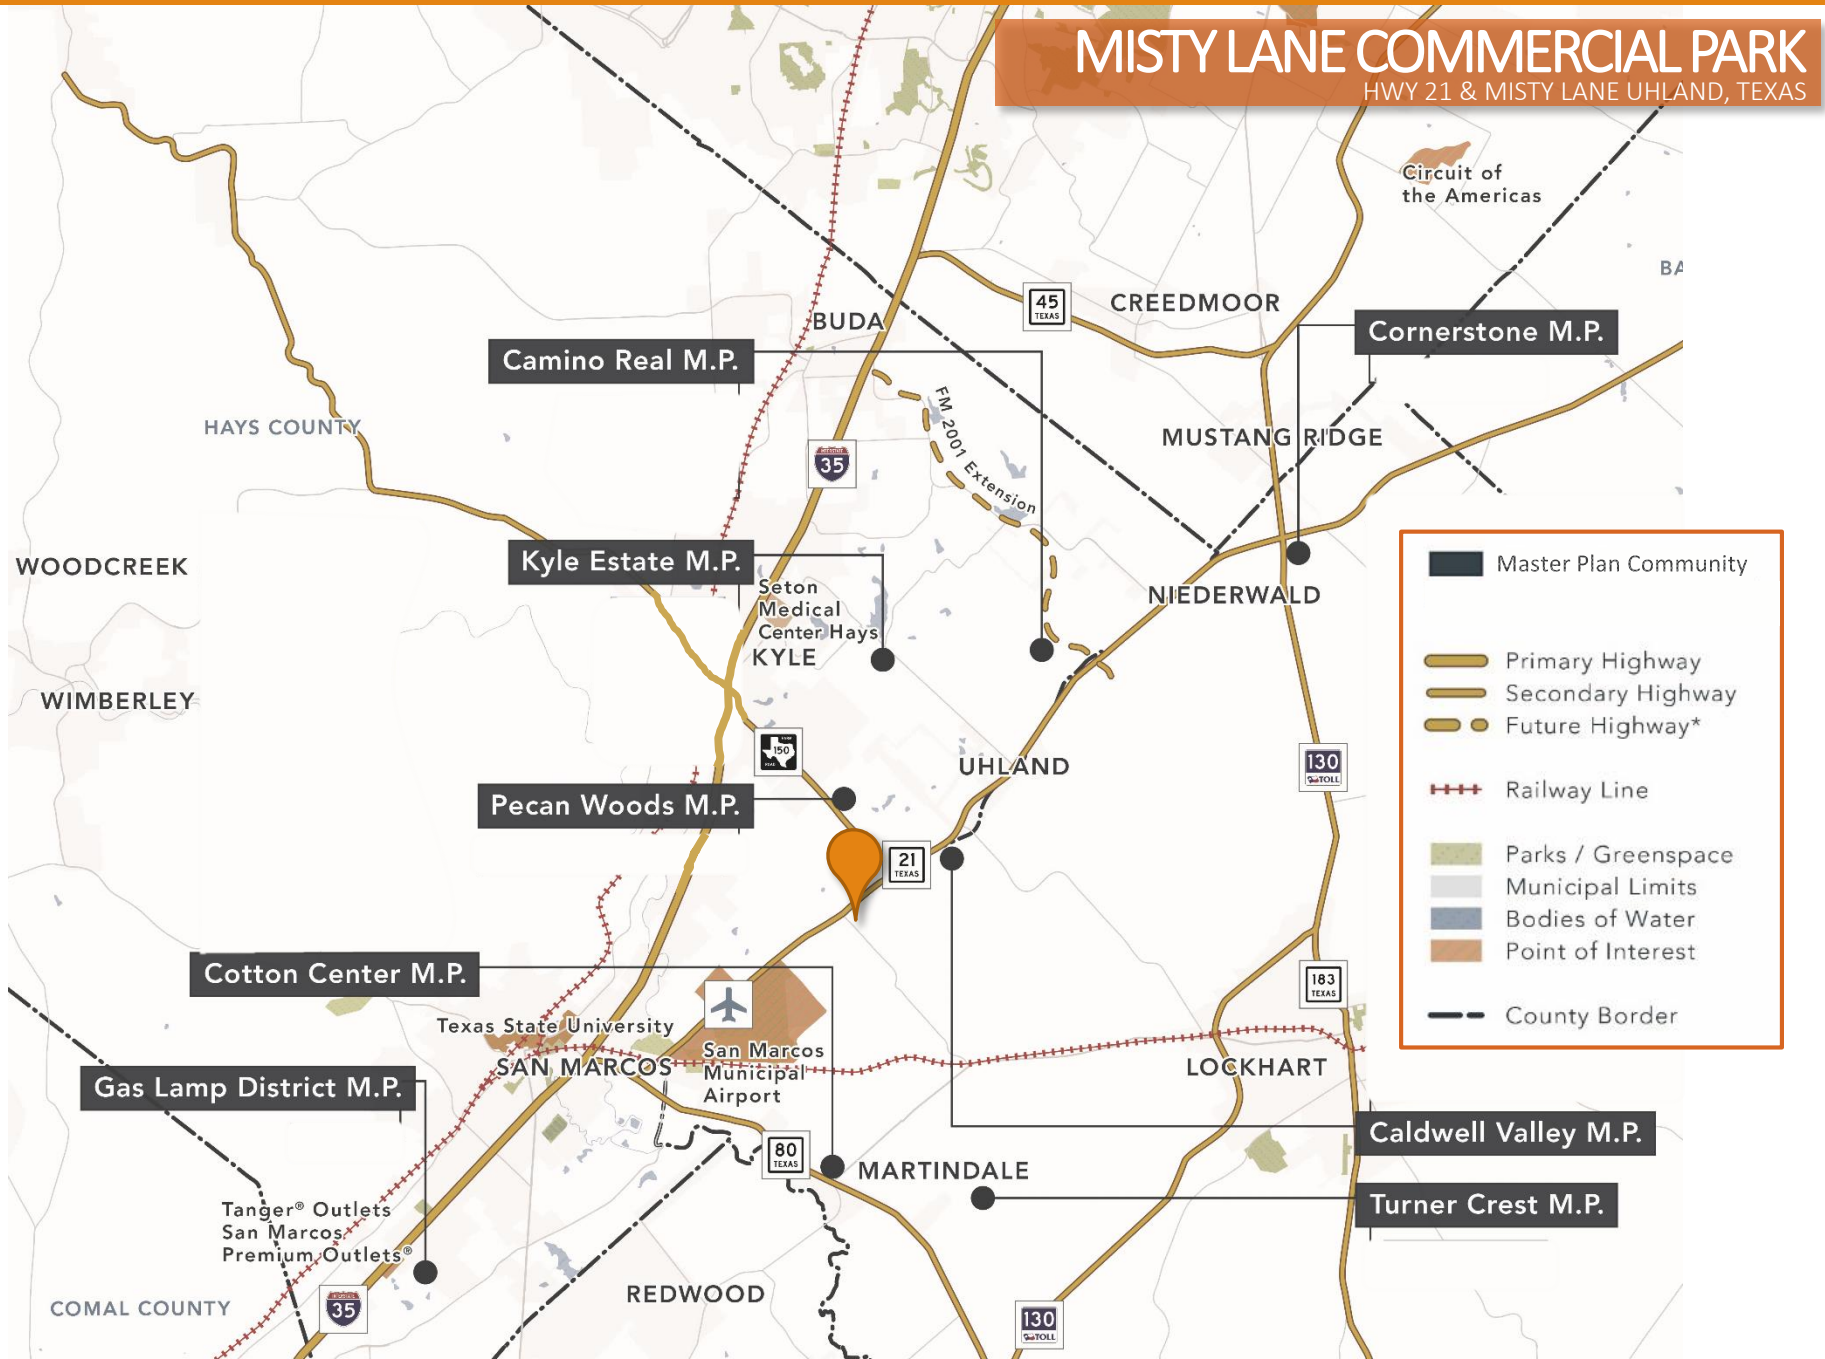 MISTY LANE COMMERCIAL PARK
HWY 21 & MISTY LANE UHLAND, TEXAS
Circuit of
the Americas
BA
45
TEXAS
CREEDMOOR
BUDA
Cornerstone M.P.
Camino Real M.P.
FM 2001 Extension
HAYS COUNTY
MUSTANG RIDGE
35
Kyle Estate M.P.
WOODCREEK
Seton
Medical
Center Hays
KYLE
NIEDERWALD
WIMBERLEY
150
UHLAND
130
TOLL
Pecan Woods M.P.
21
TEXAS
Cotton Center M.P.
183
TEXAS
Texas State University
SAN MARCOS
San Marcos
Municipal
Airport
LOCKHART
Gas Lamp District M.P.
Caldwell Valley M.P.
80
TEXAS
MARTINDALE
Turner Crest M.P.
Tanger® Outlets
San Marcos
Premium Outlets®
REDWOOD
COMAL COUNTY
35
130
TOLL
Master Plan Community
Primary Highway
Secondary Highway
Future Highway*
Railway Line
Parks / Greenspace
Municipal Limits
Bodies of Water
Point of Interest
County Border